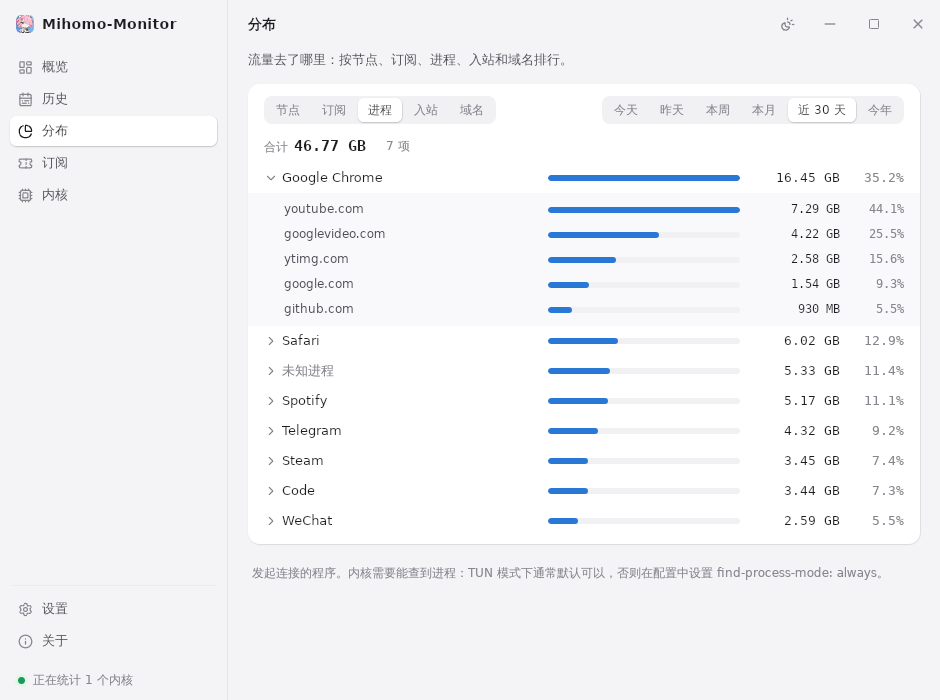 Mihomo-Monitor
概览
历史
分布
订阅
内核
设置
关于
正在统计 1 个内核
分布
流量去了哪里：按节点、订阅、进程、入站和域名排行。
节点 订阅 进程 入站 域名
今天 昨天 本周 本月 近 30 天 今年
合计 46.77 GB 7 项
Google Chrome 16.45 GB 35.2%
youtube.com 7.29 GB 44.1%
googlevideo.com 4.22 GB 25.5%
ytimg.com 2.58 GB 15.6%
google.com 1.54 GB 9.3%
github.com 930 MB 5.5%
Safari 6.02 GB 12.9%
未知进程 5.33 GB 11.4%
Spotify 5.17 GB 11.1%
Telegram 4.32 GB 9.2%
Steam 3.45 GB 7.4%
Code 3.44 GB 7.3%
WeChat 2.59 GB 5.5%
发起连接的程序。内核需要能查到进程：TUN 模式下通常默认可以，否则在配置中设置 find-process-mode: always。